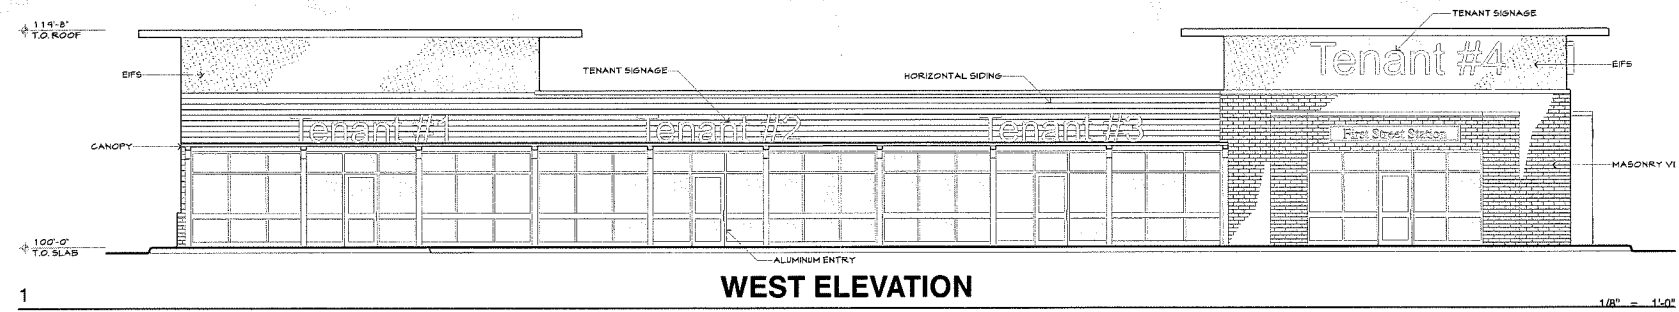 119'-8"
T.O. ROOF
TENANT SIGNAGE
Tenant #4
EIFS
EIFS
TENANT SIGNAGE
HORIZONTAL SIDING
Tenant #1
Tenant #2
Tenant #3
First Street Station
CANOPY
MASONRY
100'-0"
T.O. SLAB
ALUMINUM ENTRY
WEST ELEVATION
1
1/8" = 1'-0"